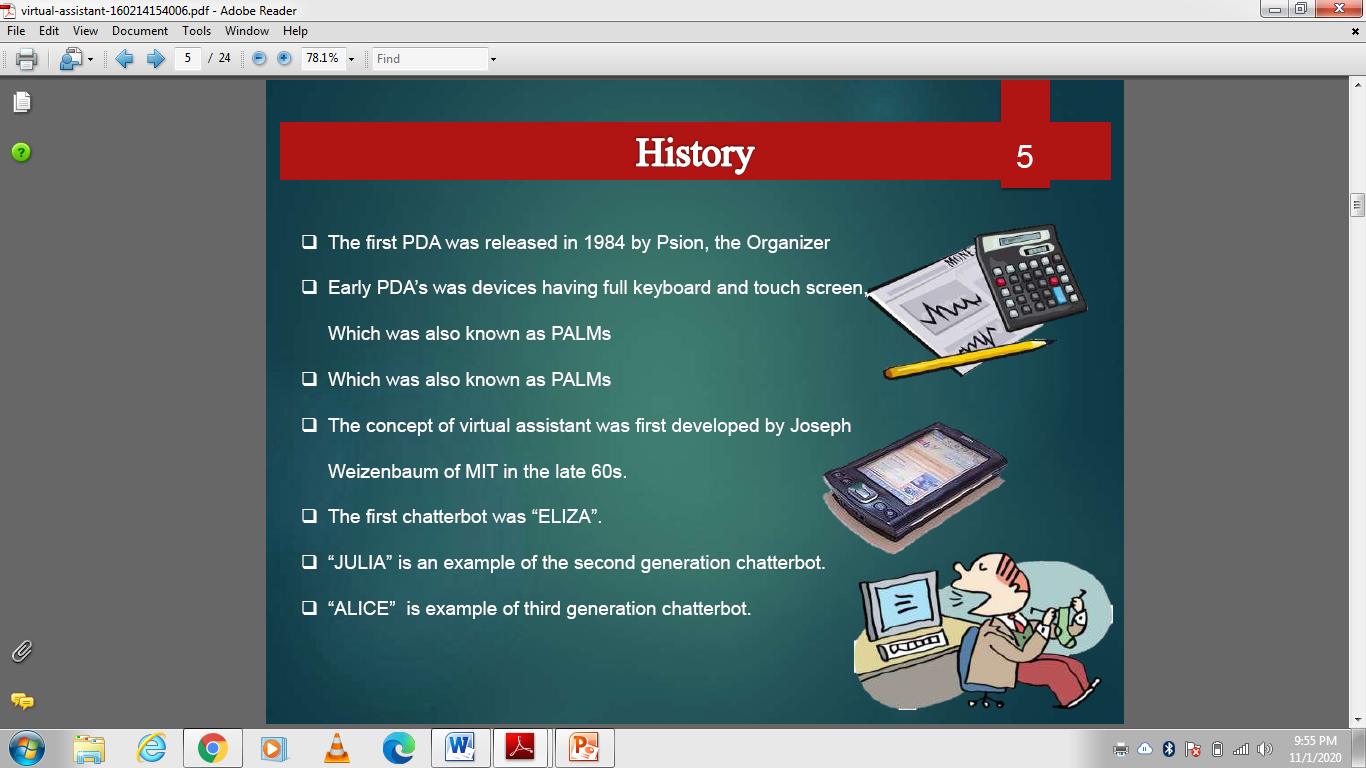 virtual-assistant-160214154006.pdf - Adobe Reader
File Edit View Document Tools Window Help
5 / 24 78.1% Find
History
5
❑ The first PDA was released in 1984 by Psion, the Organizer
❑ Early PDA’s was devices having full keyboard and touch screen,
Which was also known as PALMs
❑ Which was also known as PALMs
❑ The concept of virtual assistant was first developed by Joseph
Weizenbaum of MIT in the late 60s.
❑ The first chatterbot was “ELIZA”.
❑ “JULIA” is an example of the second generation chatterbot.
❑ “ALICE”  is example of third generation chatterbot.
9:55 PM
11/1/2020